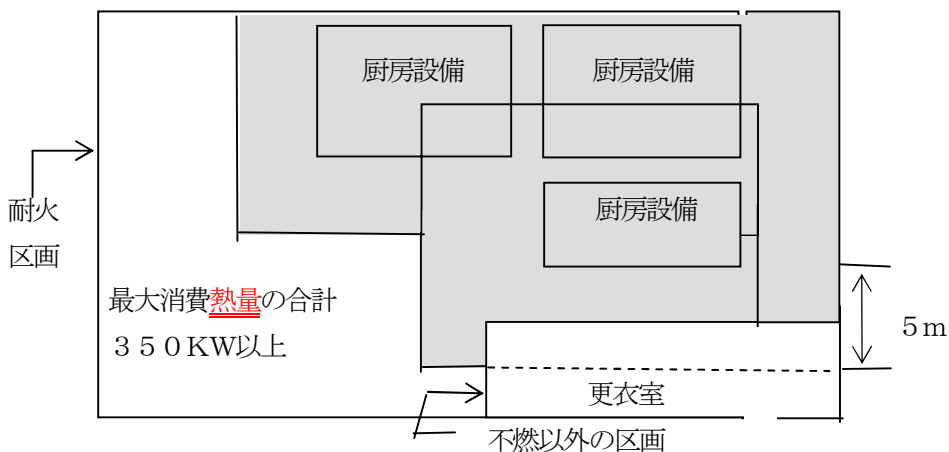 厨房設備
厨房設備
厨房設備
耐火
区画
最大消費熱量の合計
３５０KW以上
５ｍ
更衣室
不燃以外の区画